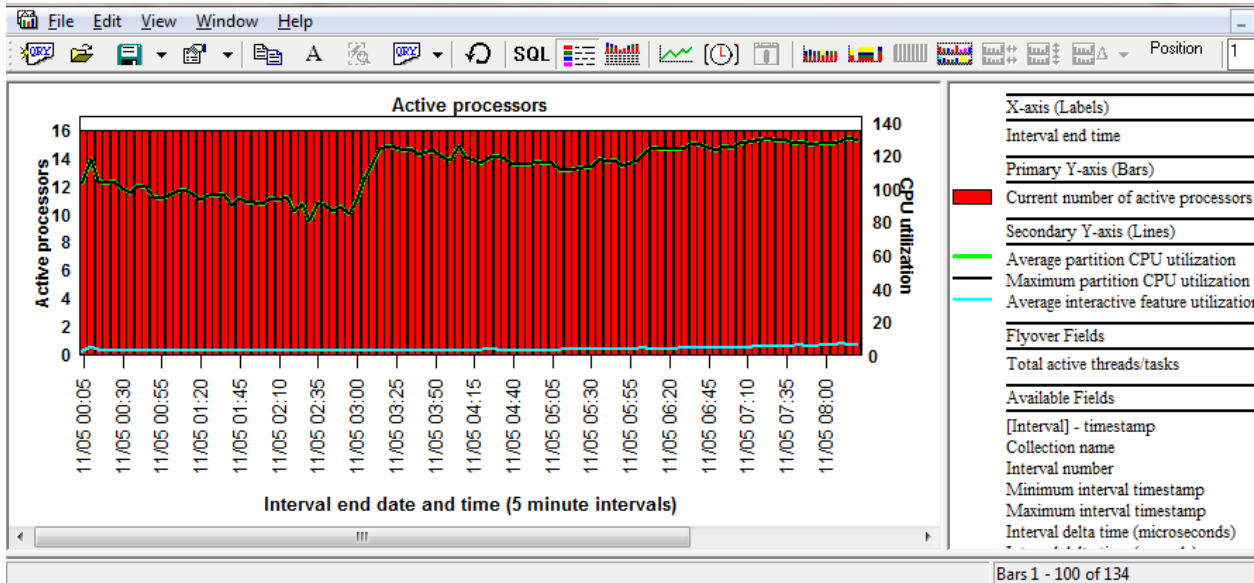 File Edit View Window Help
QRY QRY SQL Position 1
Active processors
16
14
12
10
8
6
4
2
0
Active processors
140
120
100
80
60
40
20
0
CPU utilization
11/05 00:05
11/05 00:30
11/05 00:55
11/05 01:20
11/05 01:45
11/05 02:10
11/05 02:35
11/05 03:00
11/05 03:25
11/05 03:50
11/05 04:15
11/05 04:40
11/05 05:05
11/05 05:30
11/05 05:55
11/05 06:20
11/05 06:45
11/05 07:10
11/05 07:35
11/05 08:00
Interval end date and time (5 minute intervals)
X-axis (Labels)
Interval end time
Primary Y-axis (Bars)
Current number of active processors
Secondary Y-axis (Lines)
Average partition CPU utilization
Maximum partition CPU utilization
Average interactive feature utilization
Flyover Fields
Total active threads/tasks
Available Fields
[Interval] - timestamp
Collection name
Interval number
Minimum interval timestamp
Maximum interval timestamp
Interval delta time (microseconds)
Bars 1 - 100 of 134